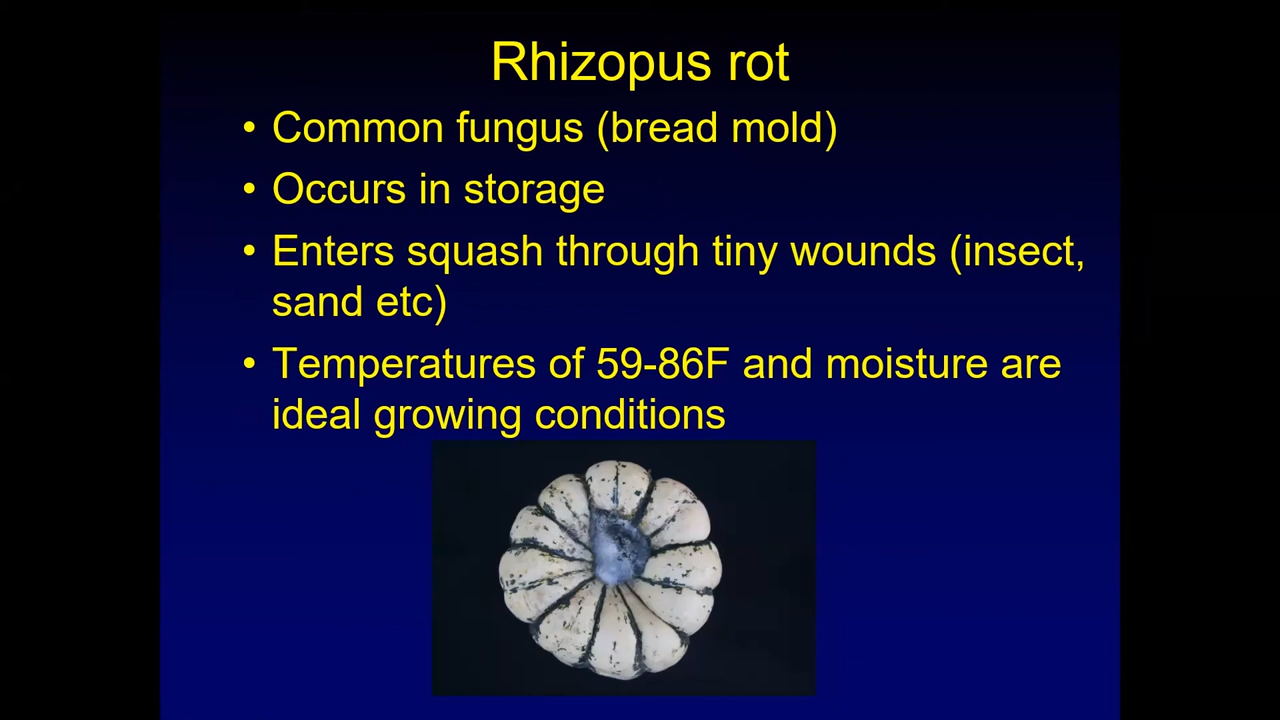 Rhizopus rot
• Common fungus (bread mold)
• Occurs in storage
• Enters squash through tiny wounds (insect,
sand etc)
• Temperatures of 59-86F and moisture are
ideal growing conditions